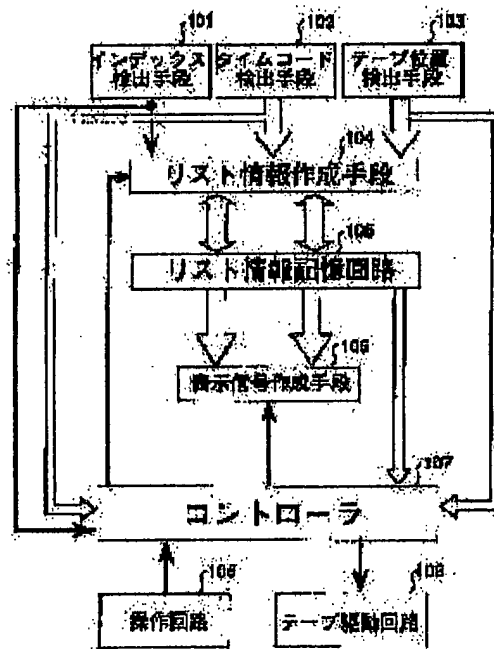 101
102
103
インデックス
検出手段
タイムコード
検出手段
テープ位置
検出手段
104
リスト情報作成手段
リスト情報記憶回路
表示信号作成手段
107
コントローラ
操作回路
テープ駆動回路